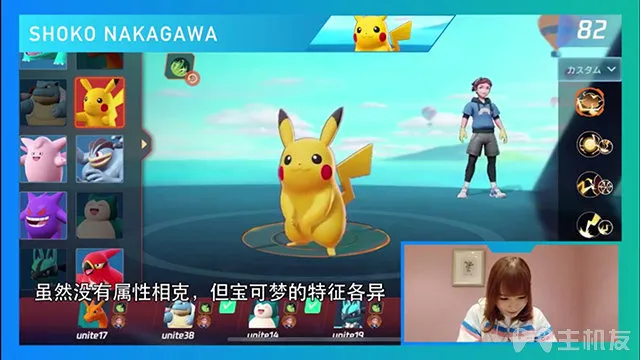 SHOKO NAKAGAWA
82
カスタム
虽然没有属性相克，但宝可梦的特征各异
unite17
unite38
unite14
unite19
主机友